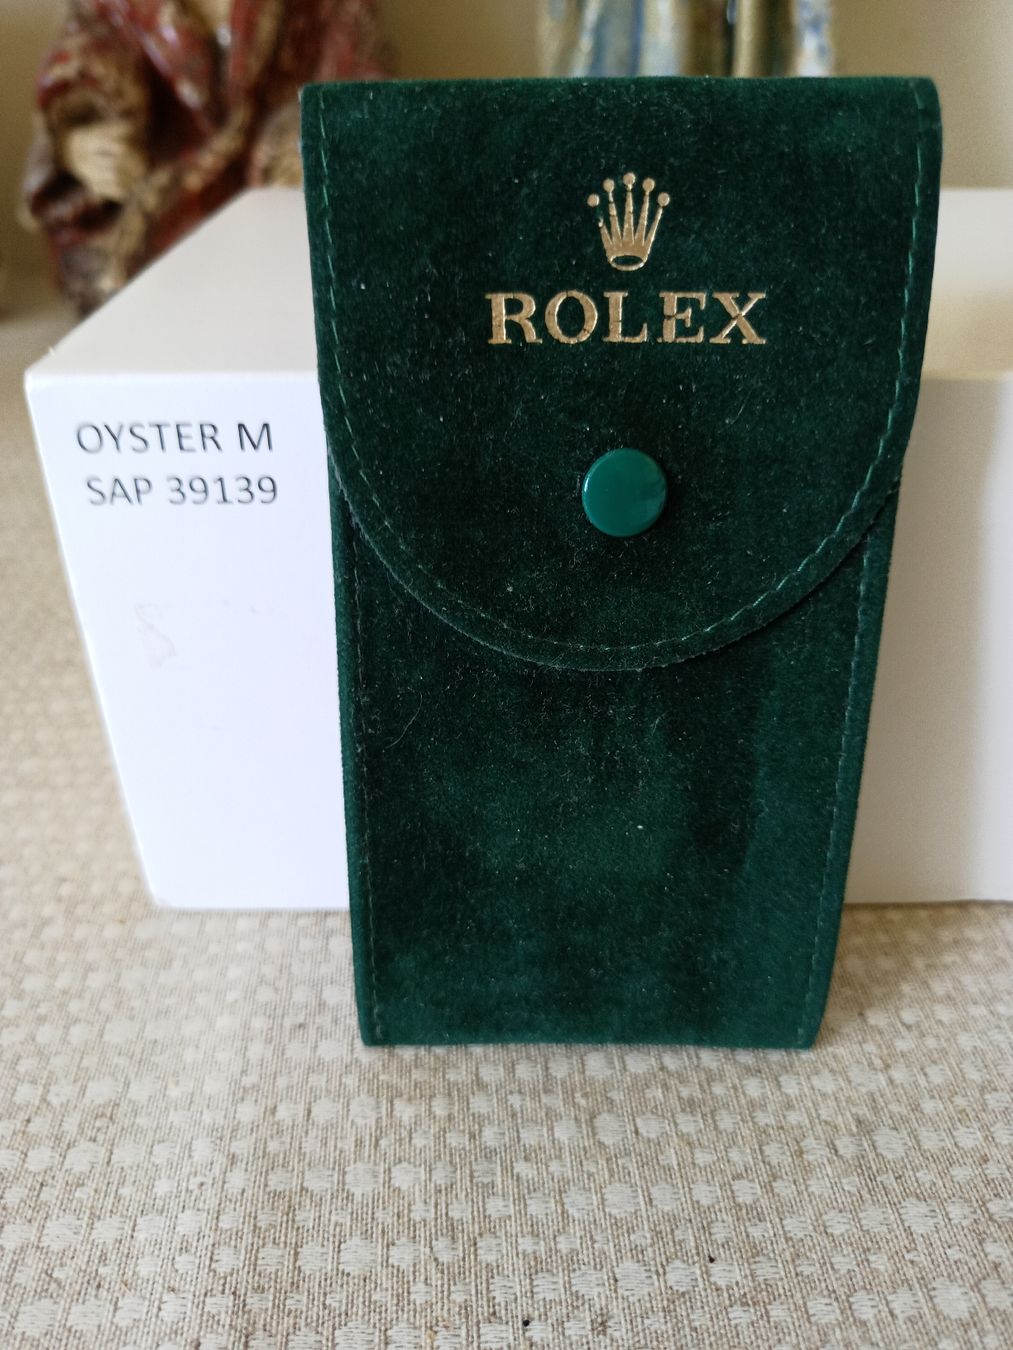 ROLEX
OYSTER M
SAP 39139